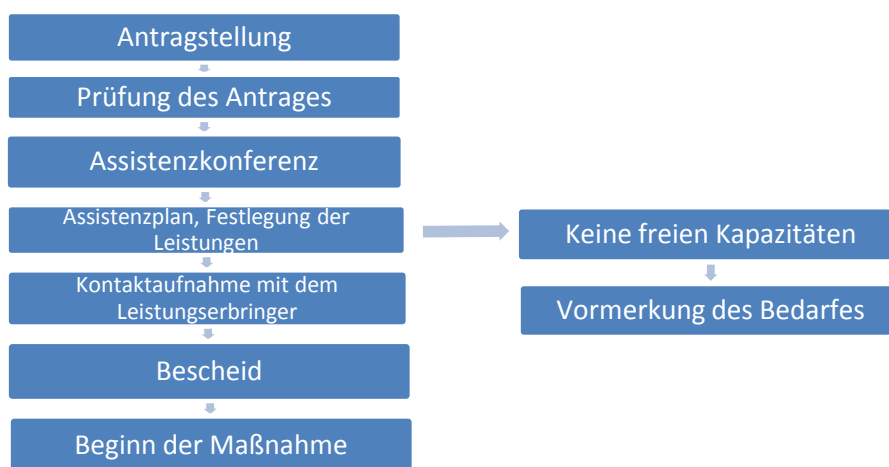 Antragstellung
Prüfung des Antrages
Assistenzkonferenz
Assistenzplan, Festlegung der
Leistungen
Kontaktaufnahme mit dem
Leistungserbringer
Bescheid
Beginn der Maßnahme
Keine freien Kapazitäten
Vormerkung des Bedarfes